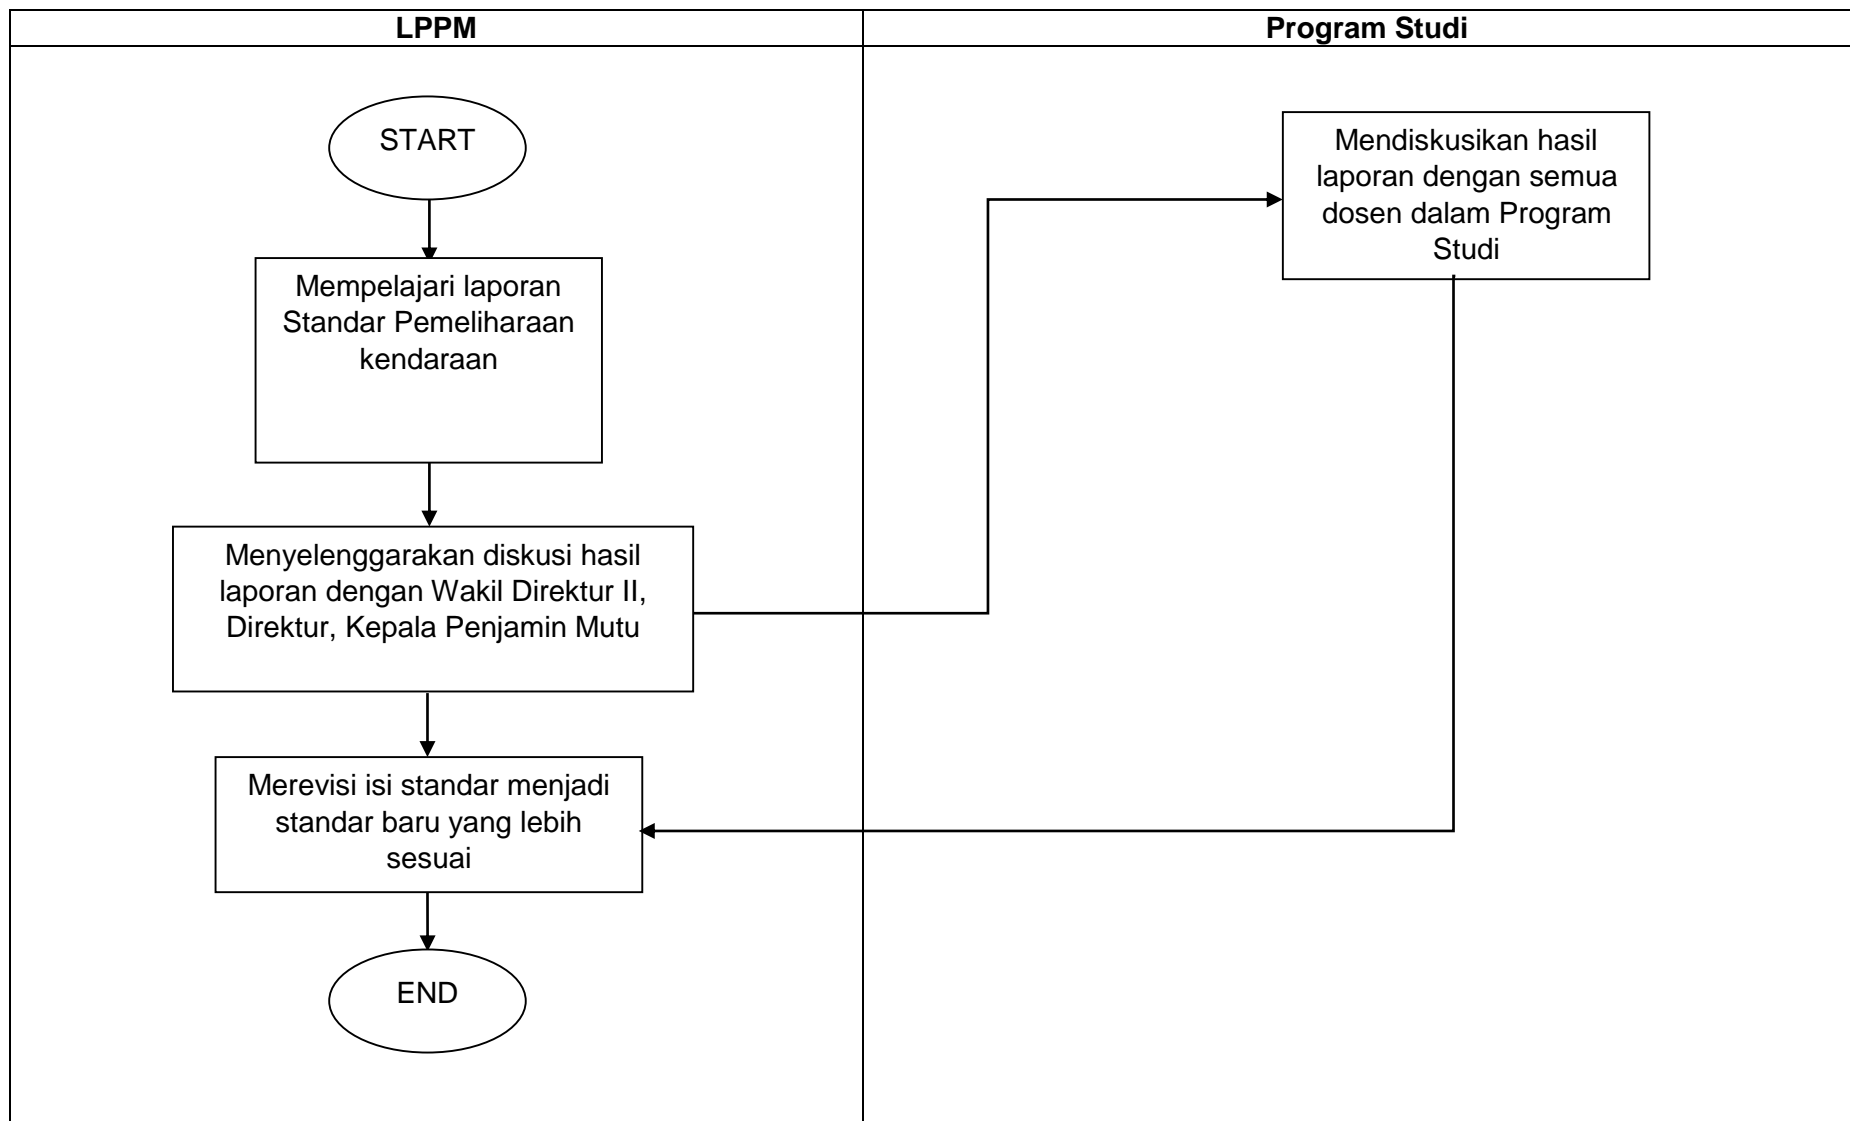 LPPM
Program Studi
START
Mempelajari laporan
Standar Pemeliharaan
kendaraan
Menyelenggarakan diskusi hasil
laporan dengan Wakil Direktur II,
Direktur, Kepala Penjamin Mutu
Merevisi isi standar menjadi
standar baru yang lebih
sesuai
END
Mendiskusikan hasil
laporan dengan semua
dosen dalam Program
Studi